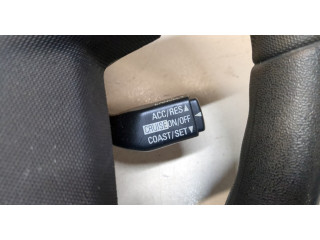 ACC/RES▲
CRUISE ON/OFF
COAST/SET▼